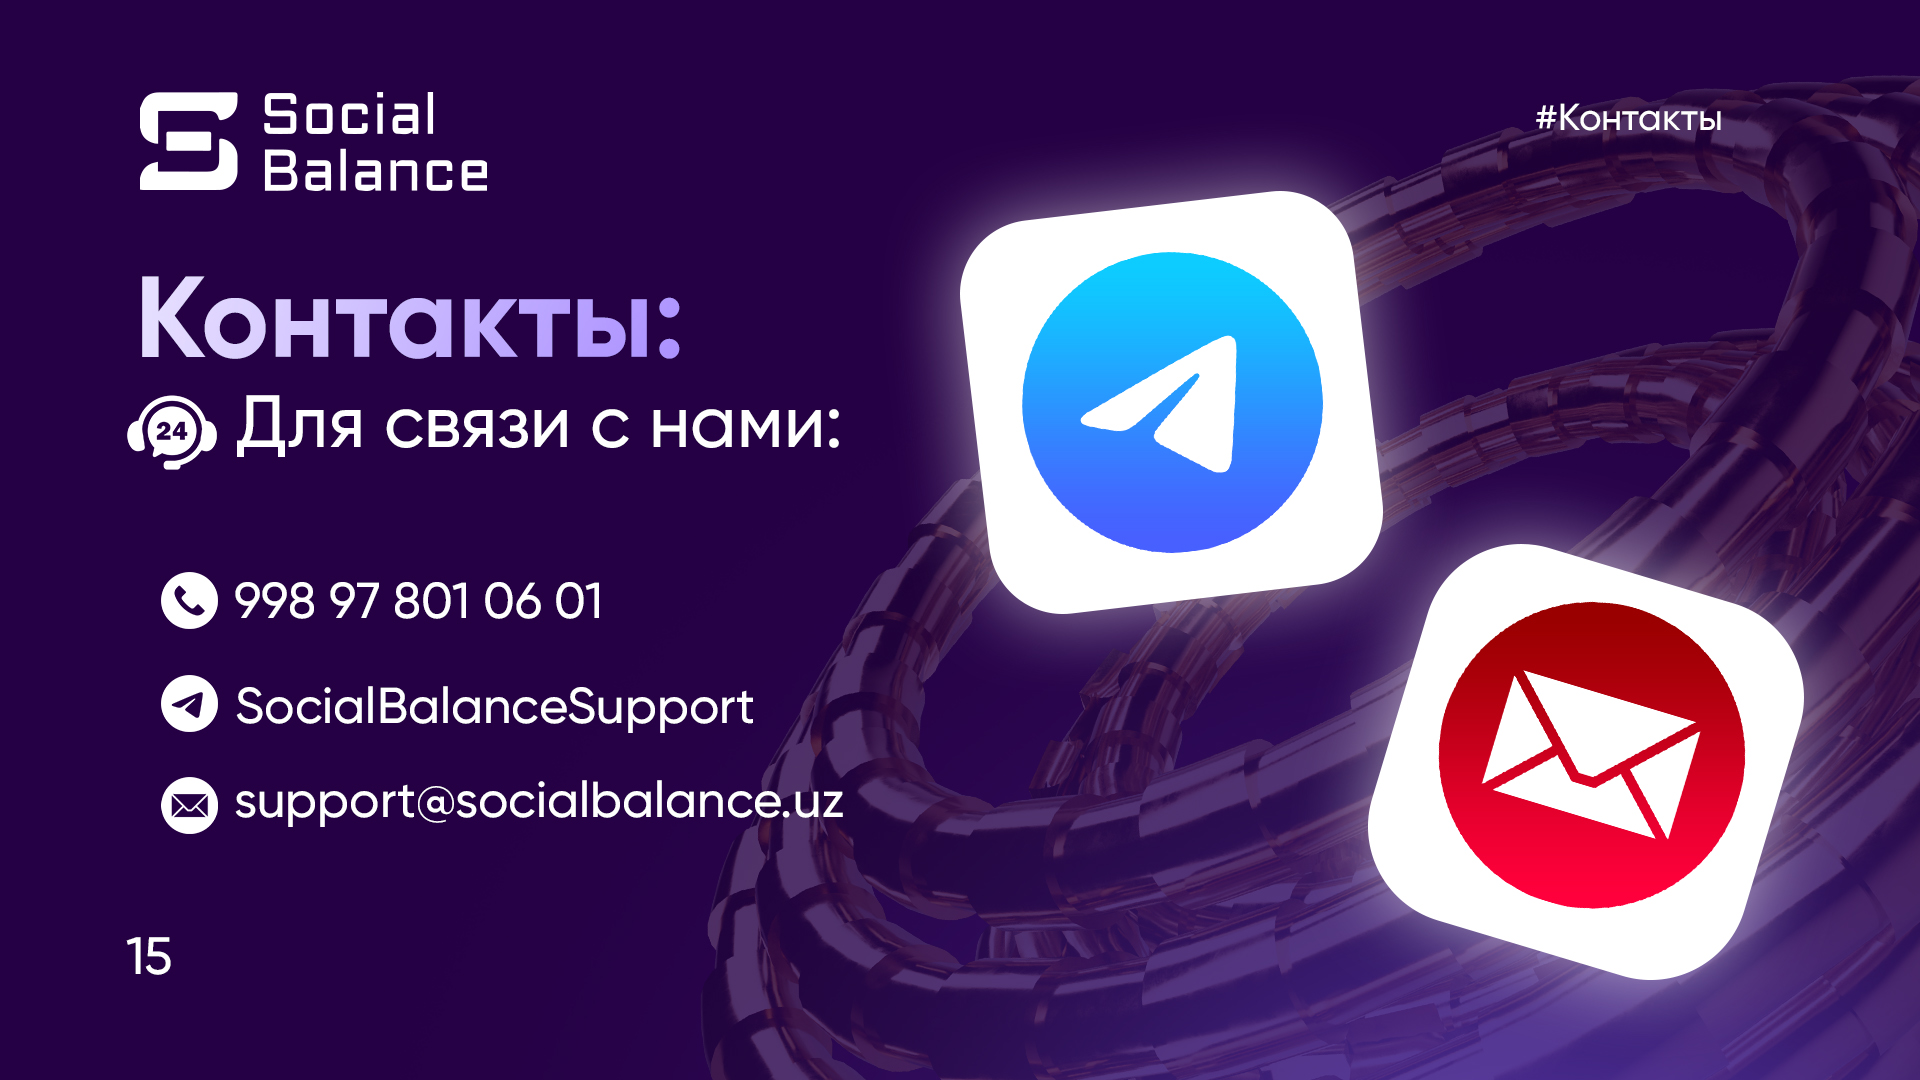 Social
Balance
#Контакты
Контакты:
24
Для связи с нами:
998 97 801 06 01
SocialBalanceSupport
support@socialbalance.uz
15